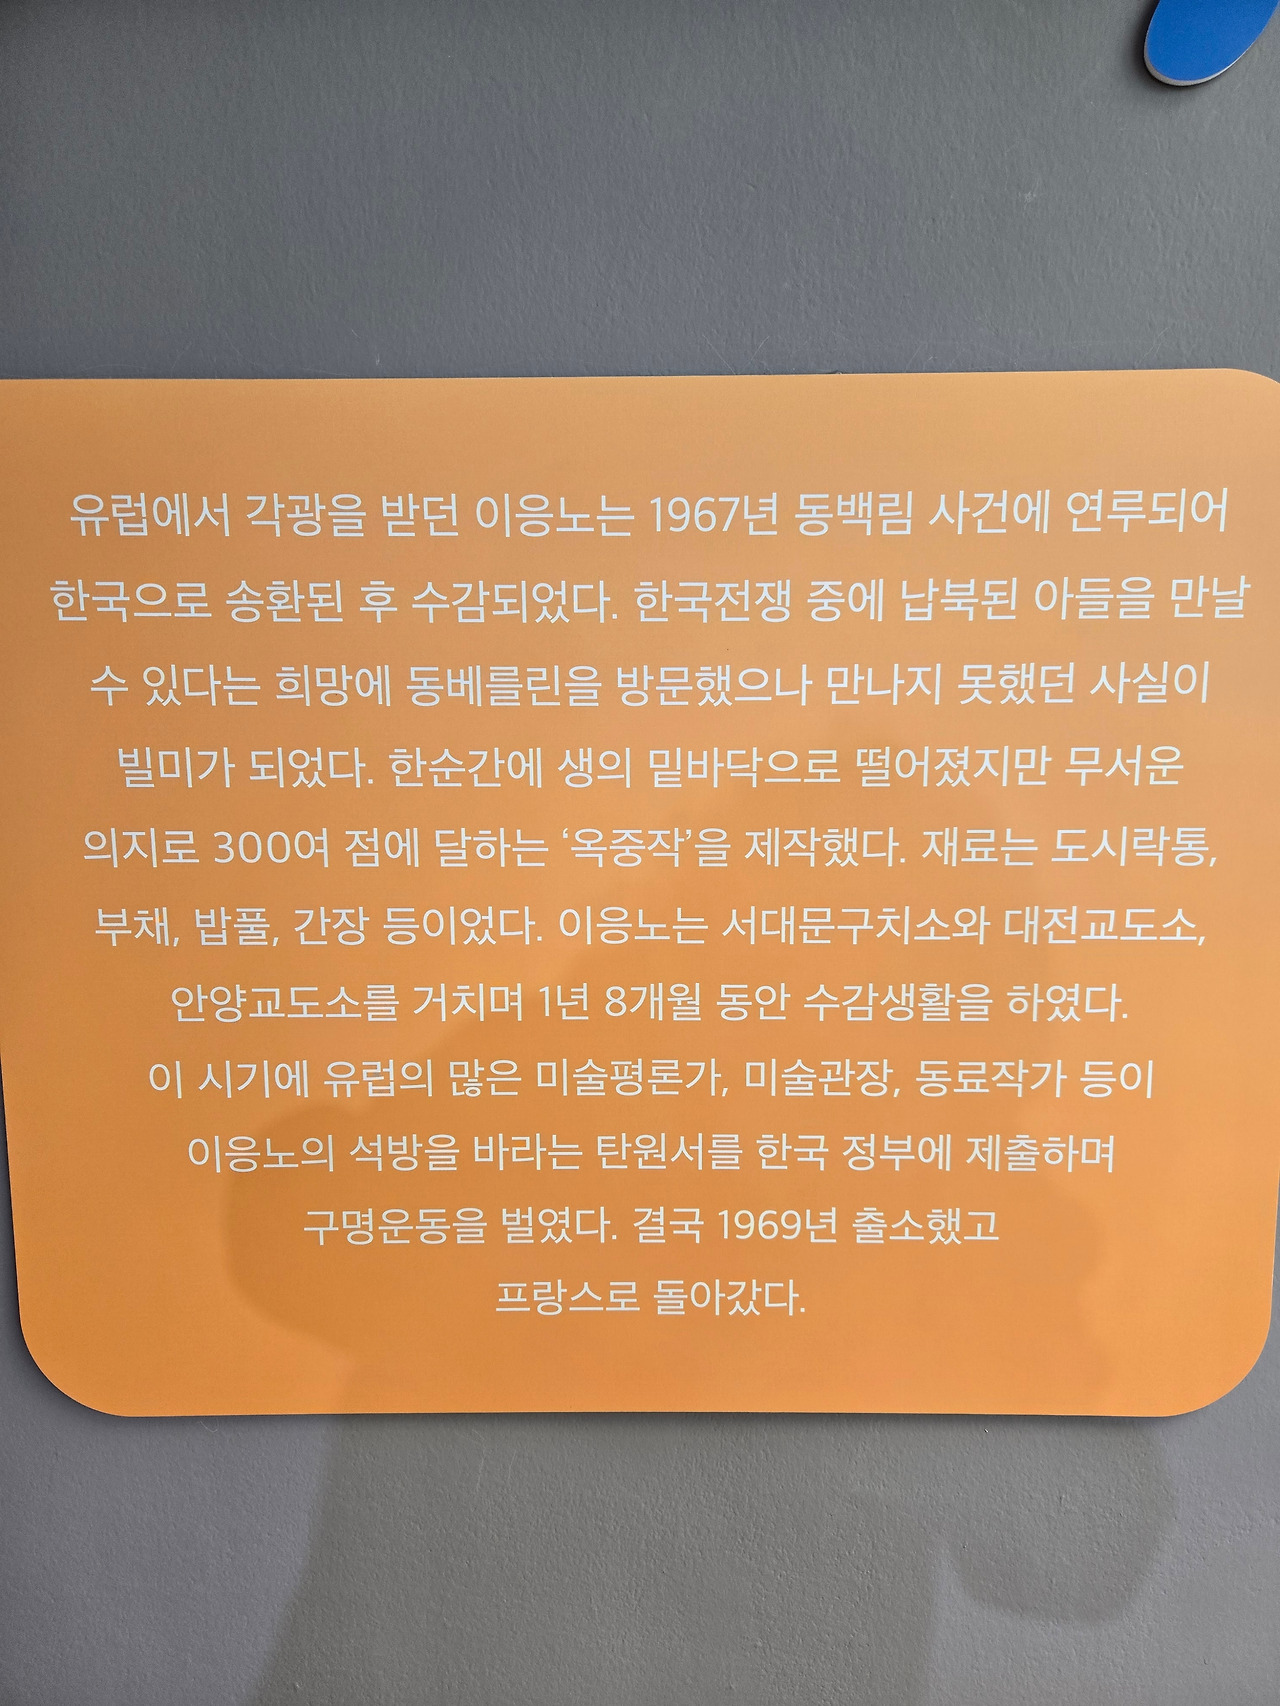 유럽에서 각광을 받던 이응노는 1967년 동백림 사건에 연루되어
한국으로 송환된 후 수감되었다. 한국전쟁 중에 납북된 아들을 만날
수 있다는 희망에 동베를린을 방문했으나 만나지 못했던 사실이
빌미가 되었다. 한순간에 생의 밑바닥으로 떨어졌지만 무서운
의지로 300여 점에 달하는 ‘옥중작’을 제작했다. 재료는 도시락통,
부채, 밥풀, 간장 등이었다. 이응노는 서대문구치소와 대전교도소,
안양교도소를 거치며 1년 8개월 동안 수감생활을 하였다.
이 시기에 유럽의 많은 미술평론가, 미술관장, 동료작가 등이
이응노의 석방을 바라는 탄원서를 한국 정부에 제출하며
구명운동을 벌였다. 결국 1969년 출소했고
프랑스로 돌아갔다.